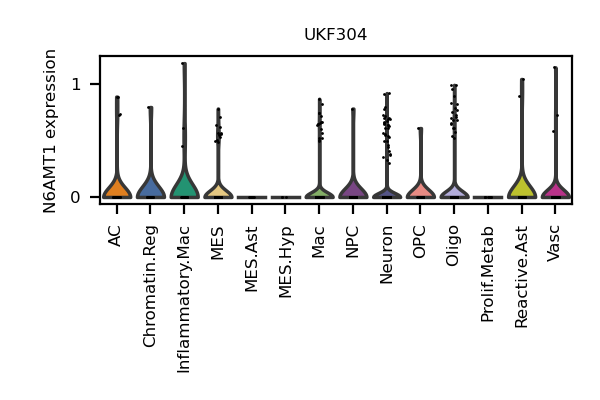 UKF304
N6AMT1 expression
1
0
AC
Chromatin.Reg
Inflammatory.Mac
MES
MES.Ast
MES.Hyp
Mac
NPC
Neuron
OPC
Oligo
Prolif.Metab
Reactive.Ast
Vasc